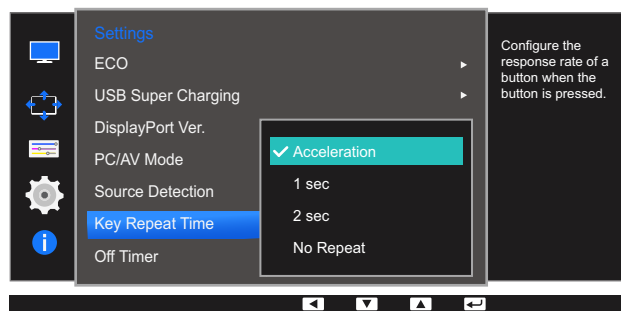 Settings
ECO
USB Super Charging
DisplayPort Ver.
PC/AV Mode
Source Detection
Key Repeat Time
Off Timer
Acceleration
1 sec
2 sec
No Repeat
Configure the
response rate of a
button when the
button is pressed.